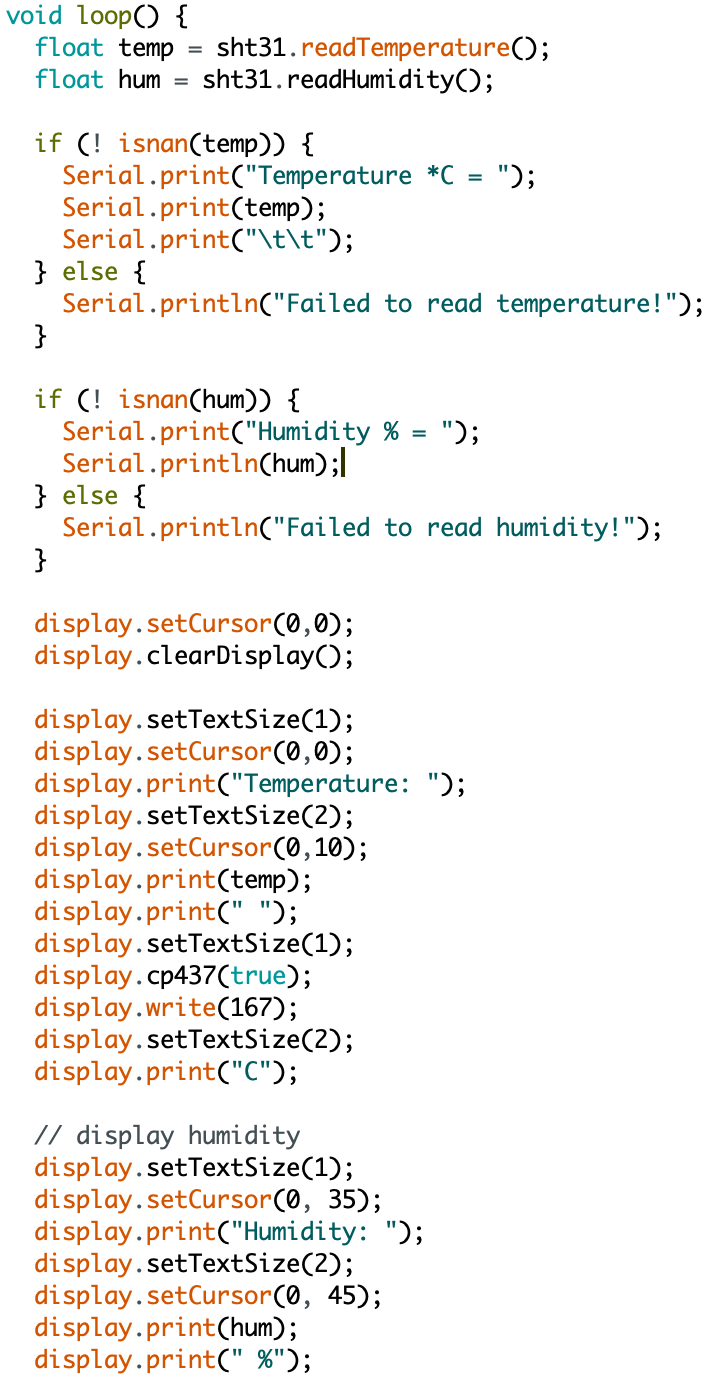 void loop() {
  float temp = sht31.readTemperature();
  float hum = sht31.readHumidity();

  if (! isnan(temp)) {
    Serial.print("Temperature *C = ");
    Serial.print(temp);
    Serial.print("\t\t");
  } else {
    Serial.println("Failed to read temperature!");
  }

  if (! isnan(hum)) {
    Serial.print("Humidity % = ");
    Serial.println(hum);
  } else {
    Serial.println("Failed to read humidity!");
  }

  display.setCursor(0,0);
  display.clearDisplay();

  display.setTextSize(1);
  display.setCursor(0,0);
  display.print("Temperature: ");
  display.setTextSize(2);
  display.setCursor(0,10);
  display.print(temp);
  display.print(" ");
  display.setTextSize(1);
  display.cp437(true);
  display.write(167);
  display.setTextSize(2);
  display.print("C");

  // display humidity
  display.setTextSize(1);
  display.setCursor(0, 35);
  display.print("Humidity: ");
  display.setTextSize(2);
  display.setCursor(0, 45);
  display.print(hum);
  display.print(" %");